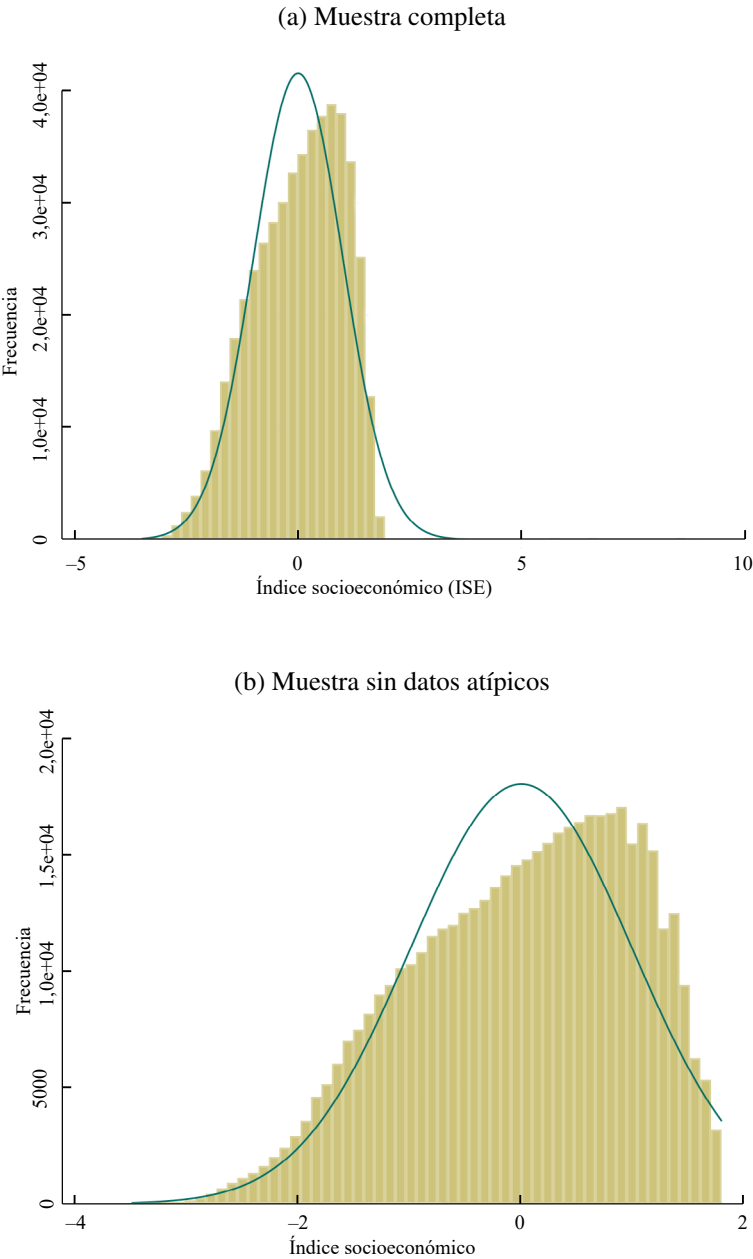 (a) Muestra completa
4,0e+04
3,0e+04
2,0e+04
1,0e+04
0
Frecuencia
–5
0
5
10
Índice socioeconómico (ISE)
(b) Muestra sin datos atípicos
2,0e+04
1,5e+04
1,0e+04
5000
0
Frecuencia
–4
–2
0
2
Índice socioeconómico